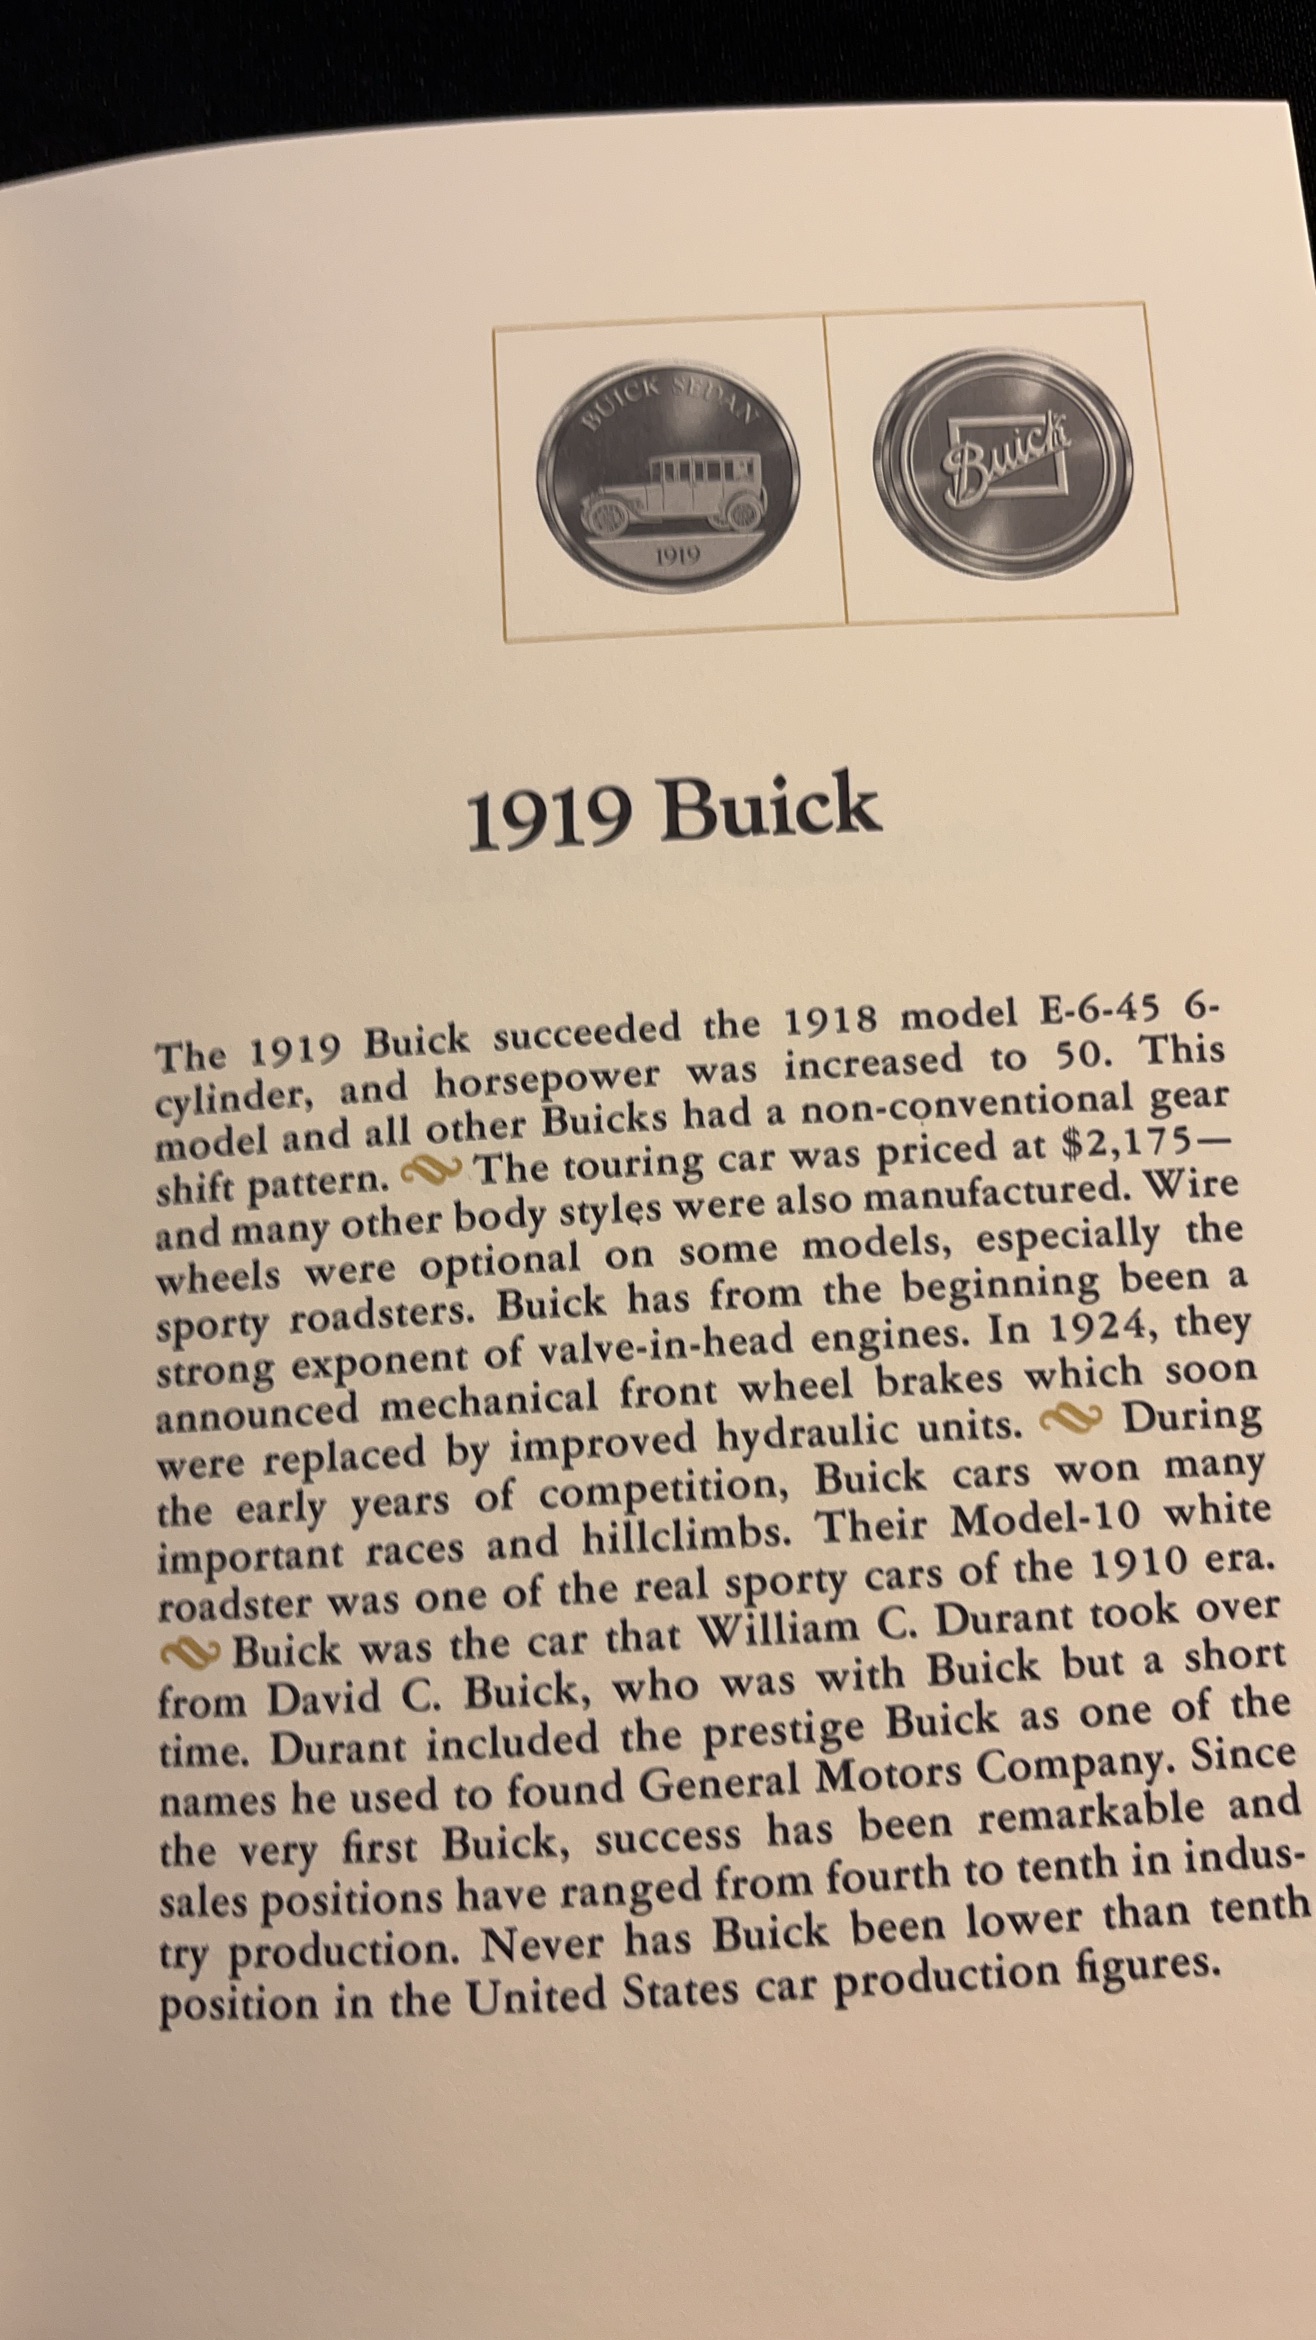 BUICK SEDAN
1919
Buick
1919 Buick
The 1919 Buick succeeded the 1918 model E-6-45 6-
cylinder, and horsepower was increased to 50. This
model and all other Buicks had a non-conventional gear
shift pattern. The touring car was priced at $2,175—
and many other body styles were also manufactured. Wire
wheels were optional on some models, especially the
sporty roadsters. Buick has from the beginning been a
strong exponent of valve-in-head engines. In 1924, they
announced mechanical front wheel brakes which soon
were replaced by improved hydraulic units. During
the early years of competition, Buick cars won many
important races and hillclimbs. Their Model-10 white
roadster was one of the real sporty cars of the 1910 era.
Buick was the car that William C. Durant took over
from David C. Buick, who was with Buick but a short
time. Durant included the prestige Buick as one of the
names he used to found General Motors Company. Since
the very first Buick, success has been remarkable and
sales positions have ranged from fourth to tenth in indus-
try production. Never has Buick been lower than tenth
position in the United States car production figures.